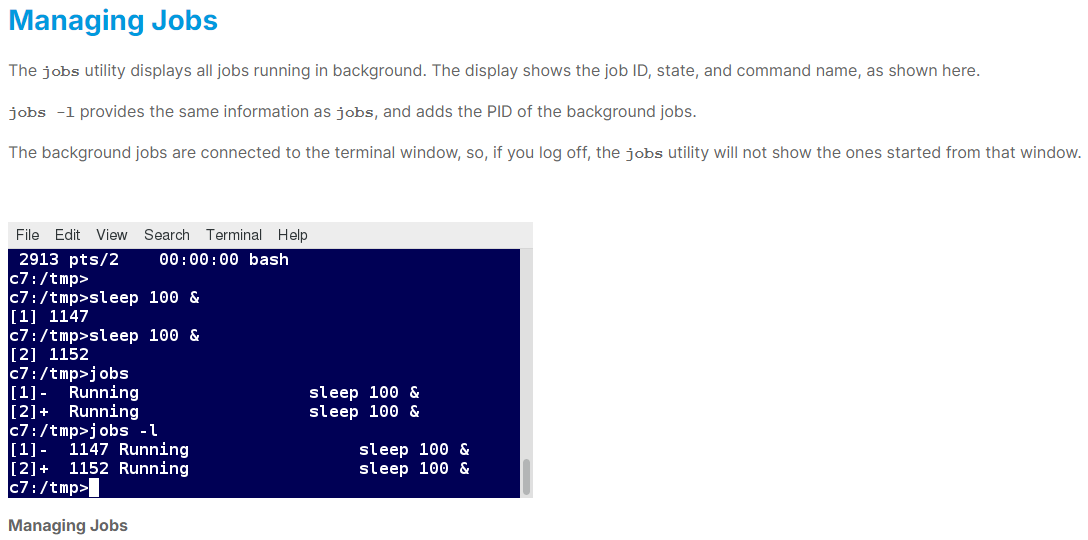 Managing Jobs
The jobs utility displays all jobs running in background. The display shows the job ID, state, and command name, as shown here.
jobs -l provides the same information as jobs, and adds the PID of the background jobs.
The background jobs are connected to the terminal window, so, if you log off, the jobs utility will not show the ones started from that window.
File Edit View Search Terminal Help
2913 pts/2    00:00:00 bash
c7:/tmp>
c7:/tmp>sleep 100 &
[1] 1147
c7:/tmp>sleep 100 &
[2] 1152
c7:/tmp>jobs
[1]-  Running                 sleep 100 &
[2]+  Running                 sleep 100 &
c7:/tmp>jobs -l
[1]-  1147 Running                 sleep 100 &
[2]+  1152 Running                 sleep 100 &
c7:/tmp>
Managing Jobs